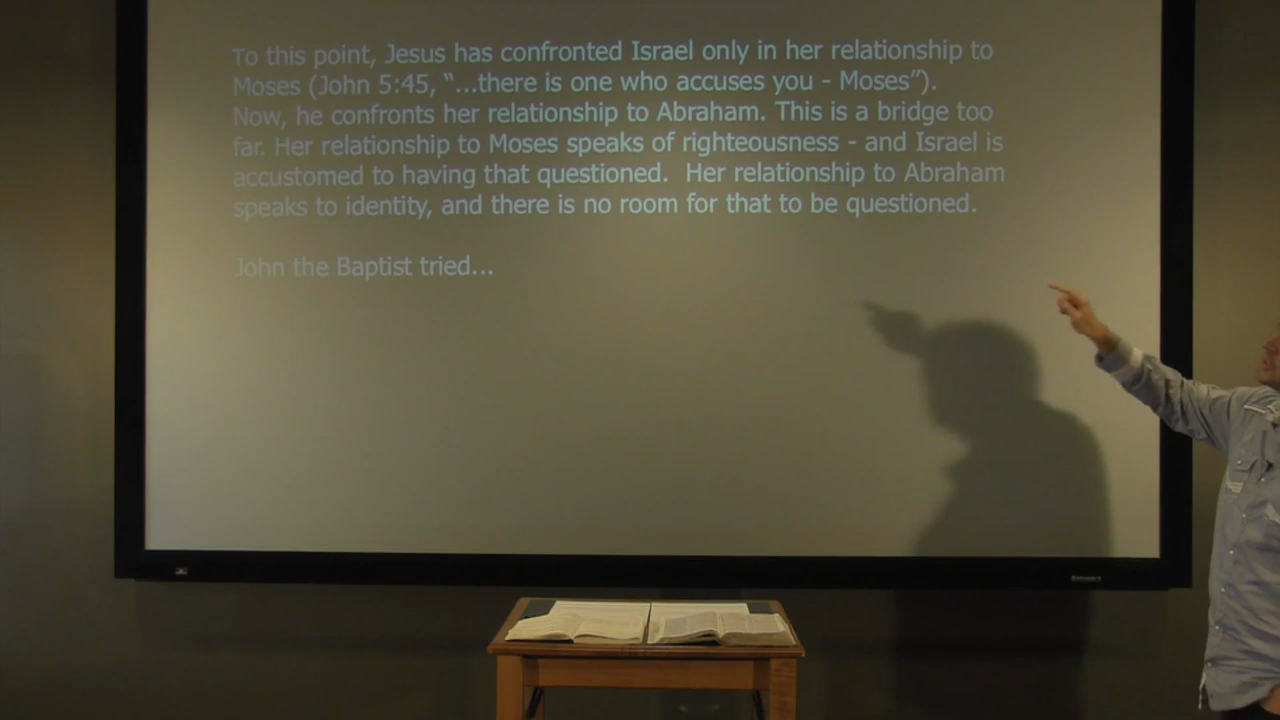 To this point, Jesus has confronted Israel only in her relationship to
Moses (John 5:45, “...there is one who accuses you - Moses”).
Now, he confronts her relationship to Abraham. This is a bridge too
far. Her relationship to Moses speaks of righteousness - and Israel is
accustomed to having that questioned.  Her relationship to Abraham
speaks to identity, and there is no room for that to be questioned.
John the Baptist tried...